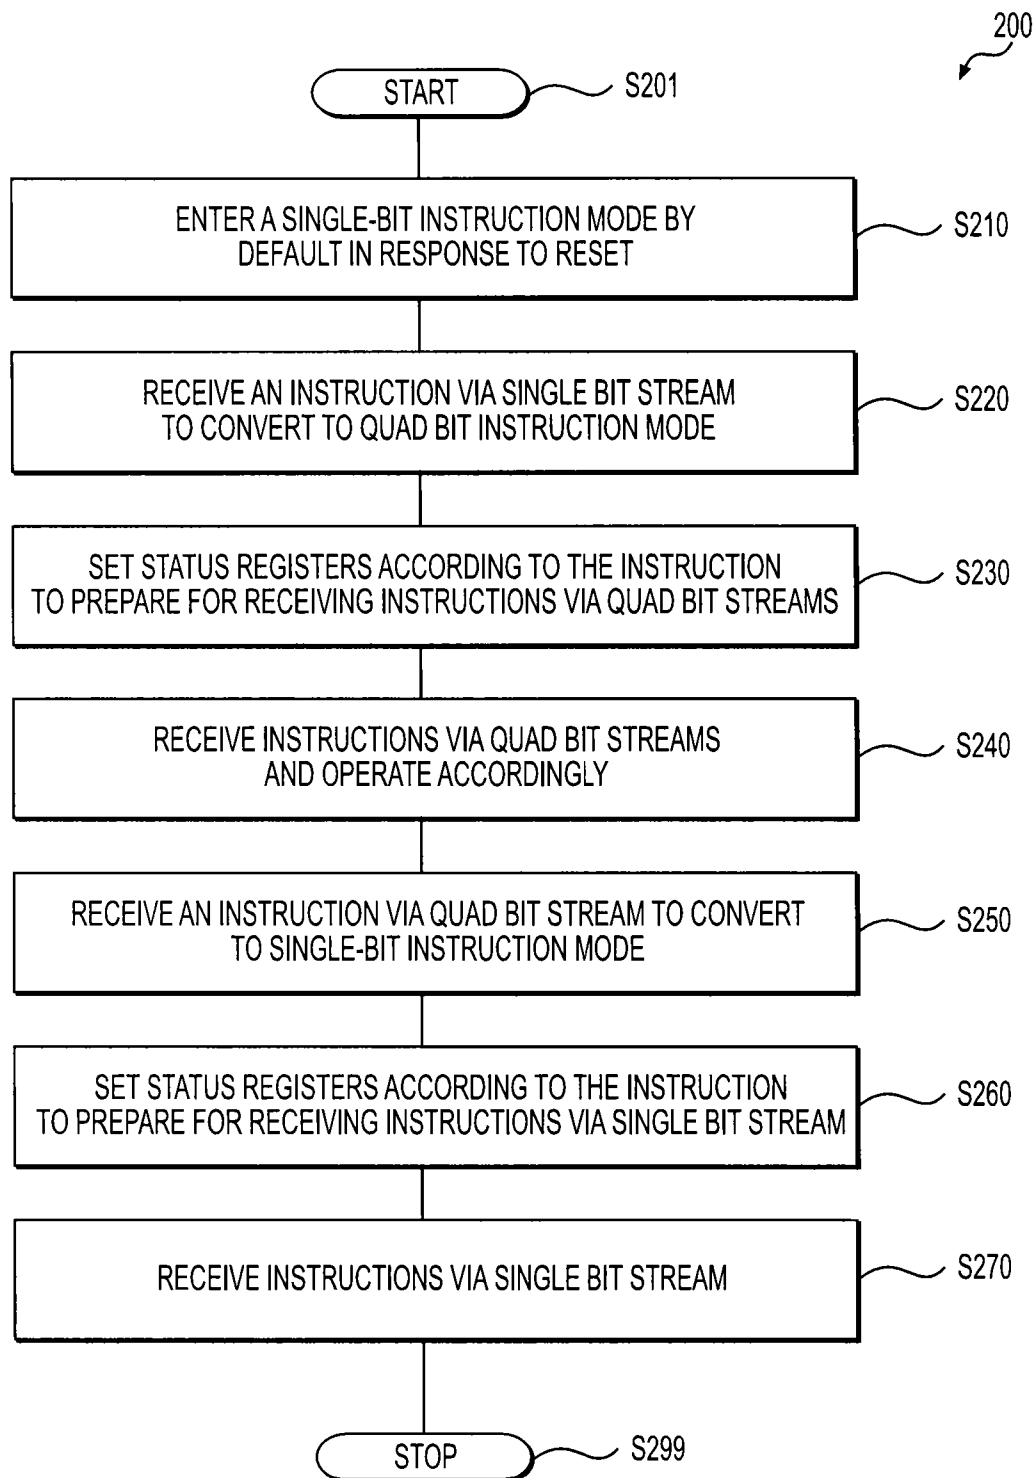 200
START
S201
ENTER A SINGLE-BIT INSTRUCTION MODE BY
DEFAULT IN RESPONSE TO RESET
S210
RECEIVE AN INSTRUCTION VIA SINGLE BIT STREAM
TO CONVERT TO QUAD BIT INSTRUCTION MODE
S220
SET STATUS REGISTERS ACCORDING TO THE INSTRUCTION
TO PREPARE FOR RECEIVING INSTRUCTIONS VIA QUAD BIT STREAMS
S230
RECEIVE INSTRUCTIONS VIA QUAD BIT STREAMS
AND OPERATE ACCORDINGLY
S240
RECEIVE AN INSTRUCTION VIA QUAD BIT STREAM TO CONVERT
TO SINGLE-BIT INSTRUCTION MODE
S250
SET STATUS REGISTERS ACCORDING TO THE INSTRUCTION
TO PREPARE FOR RECEIVING INSTRUCTIONS VIA SINGLE BIT STREAM
S260
RECEIVE INSTRUCTIONS VIA SINGLE BIT STREAM
S270
STOP
S299